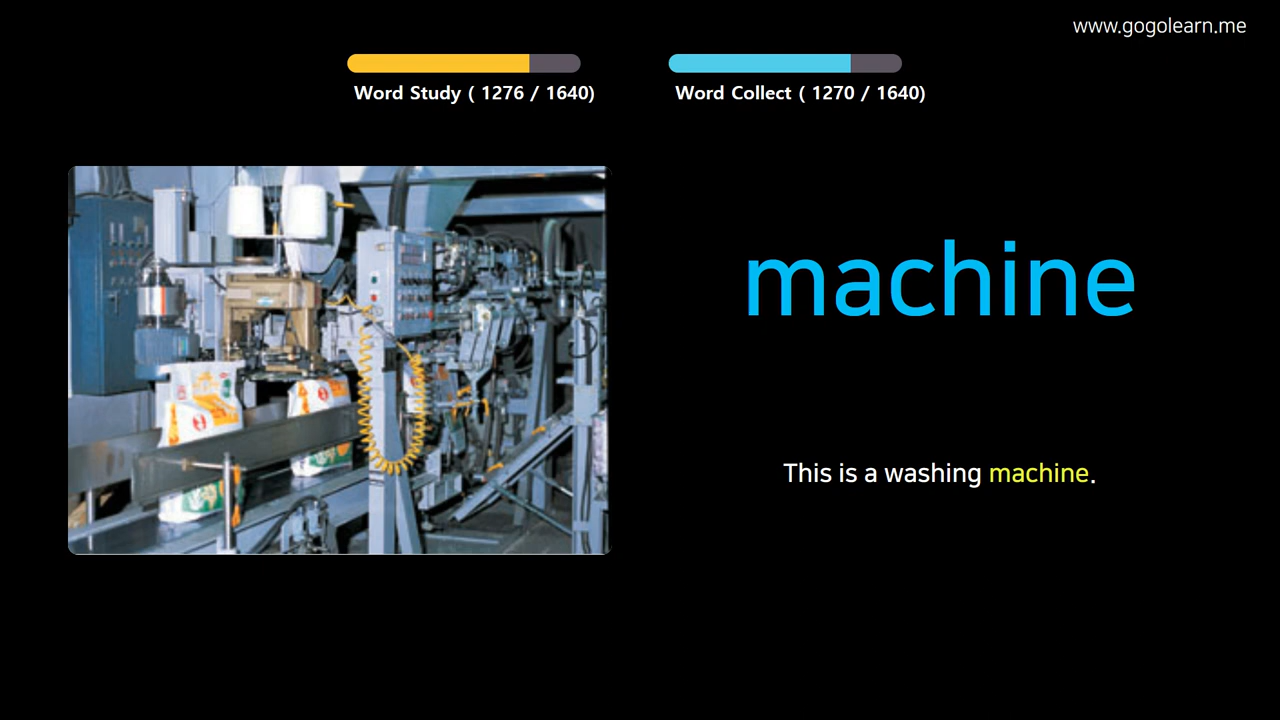 www.gogolearn.me
Word Study ( 1276 / 1640)
Word Collect ( 1270 / 1640)
machine
This is a washing machine.